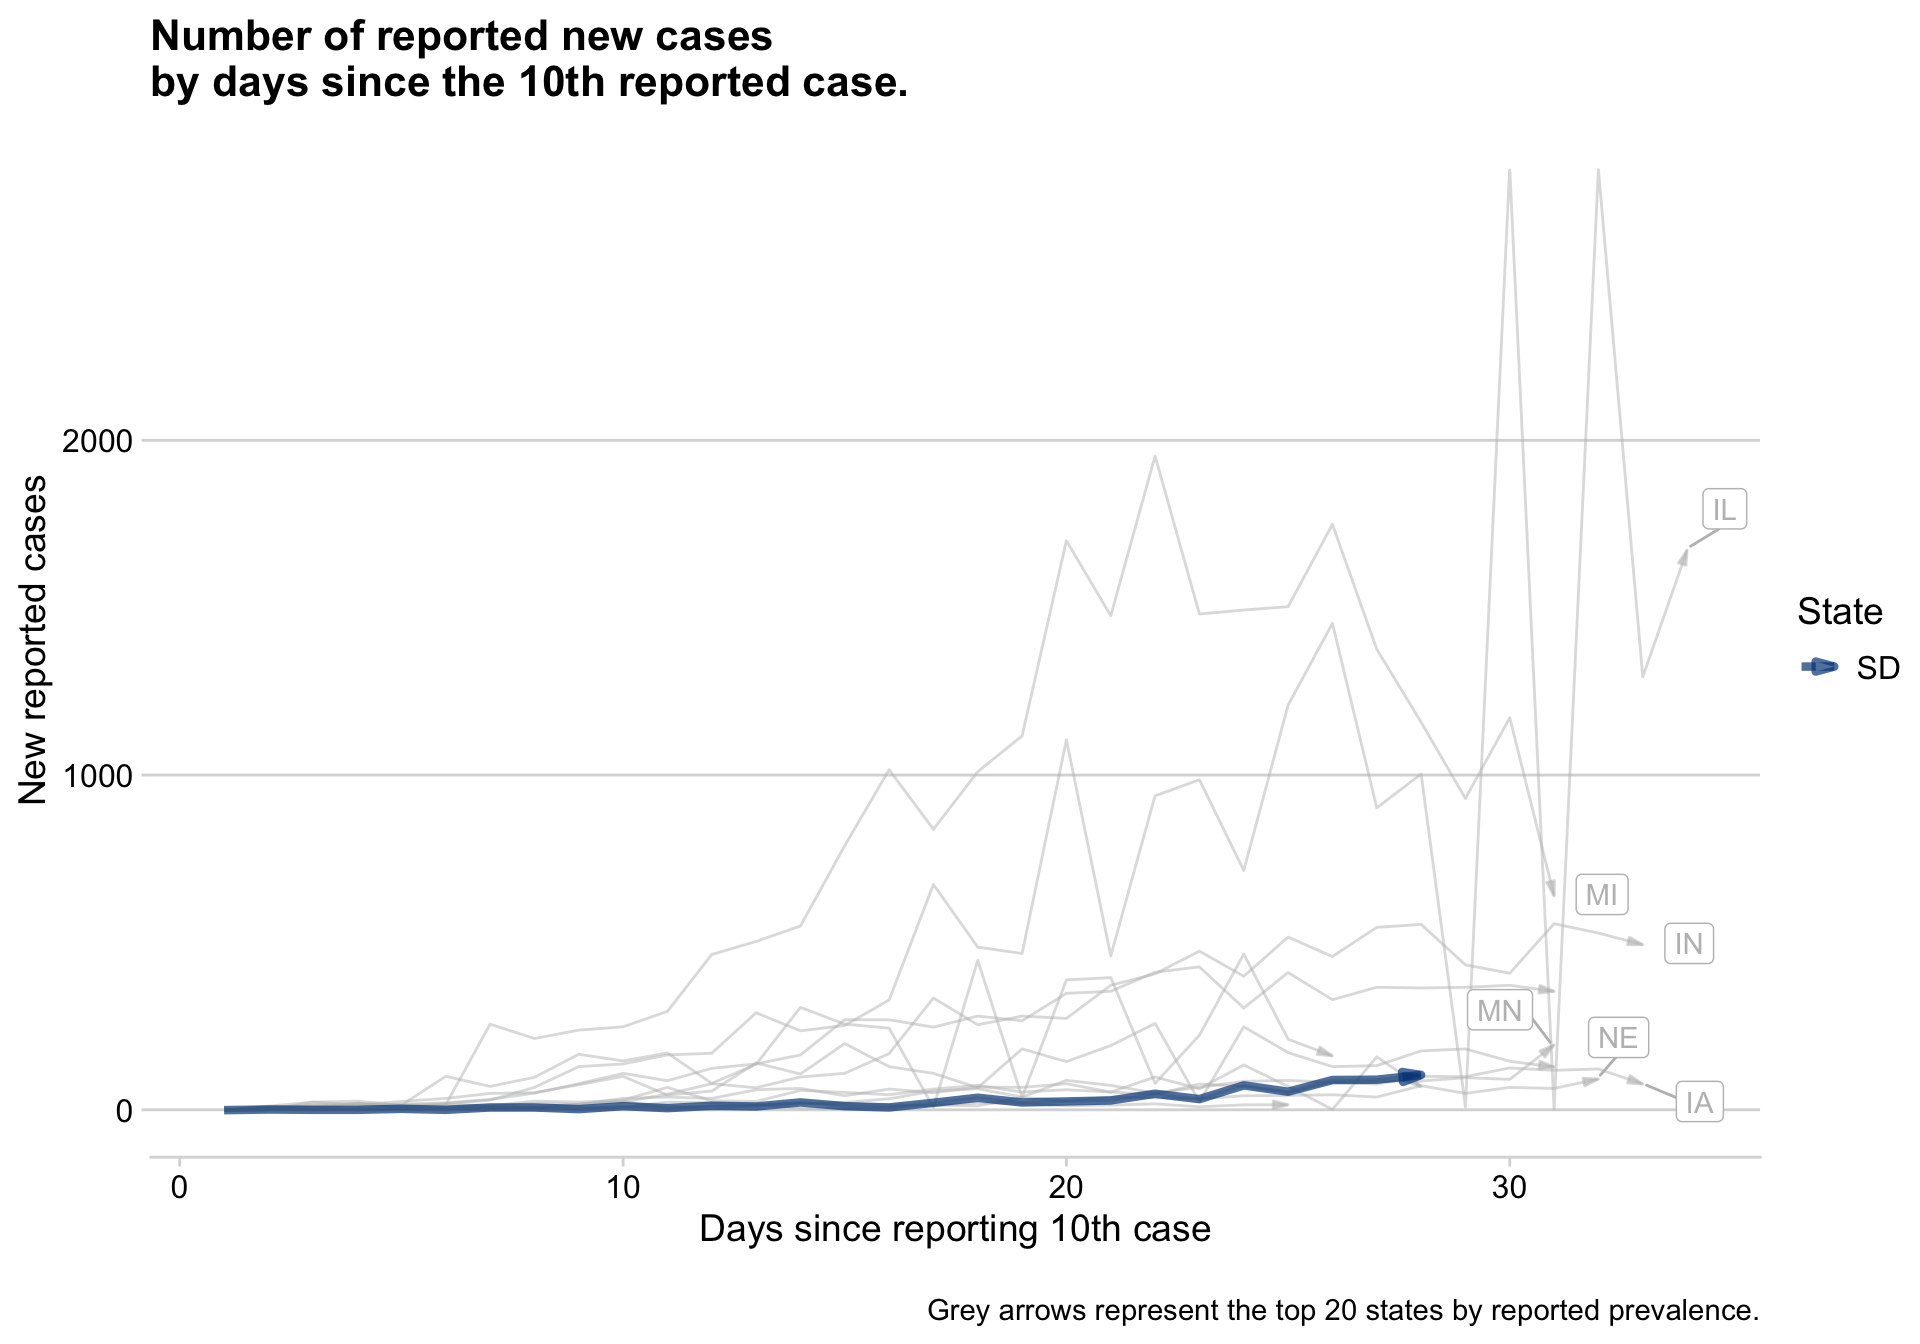 Number of reported new cases
by days since the 10th reported case.
New reported cases
2000
1000
0
IL
MI
IN
MN
NE
IA
State
SD
0 10 20 30
Days since reporting 10th case
Grey arrows represent the top 20 states by reported prevalence.